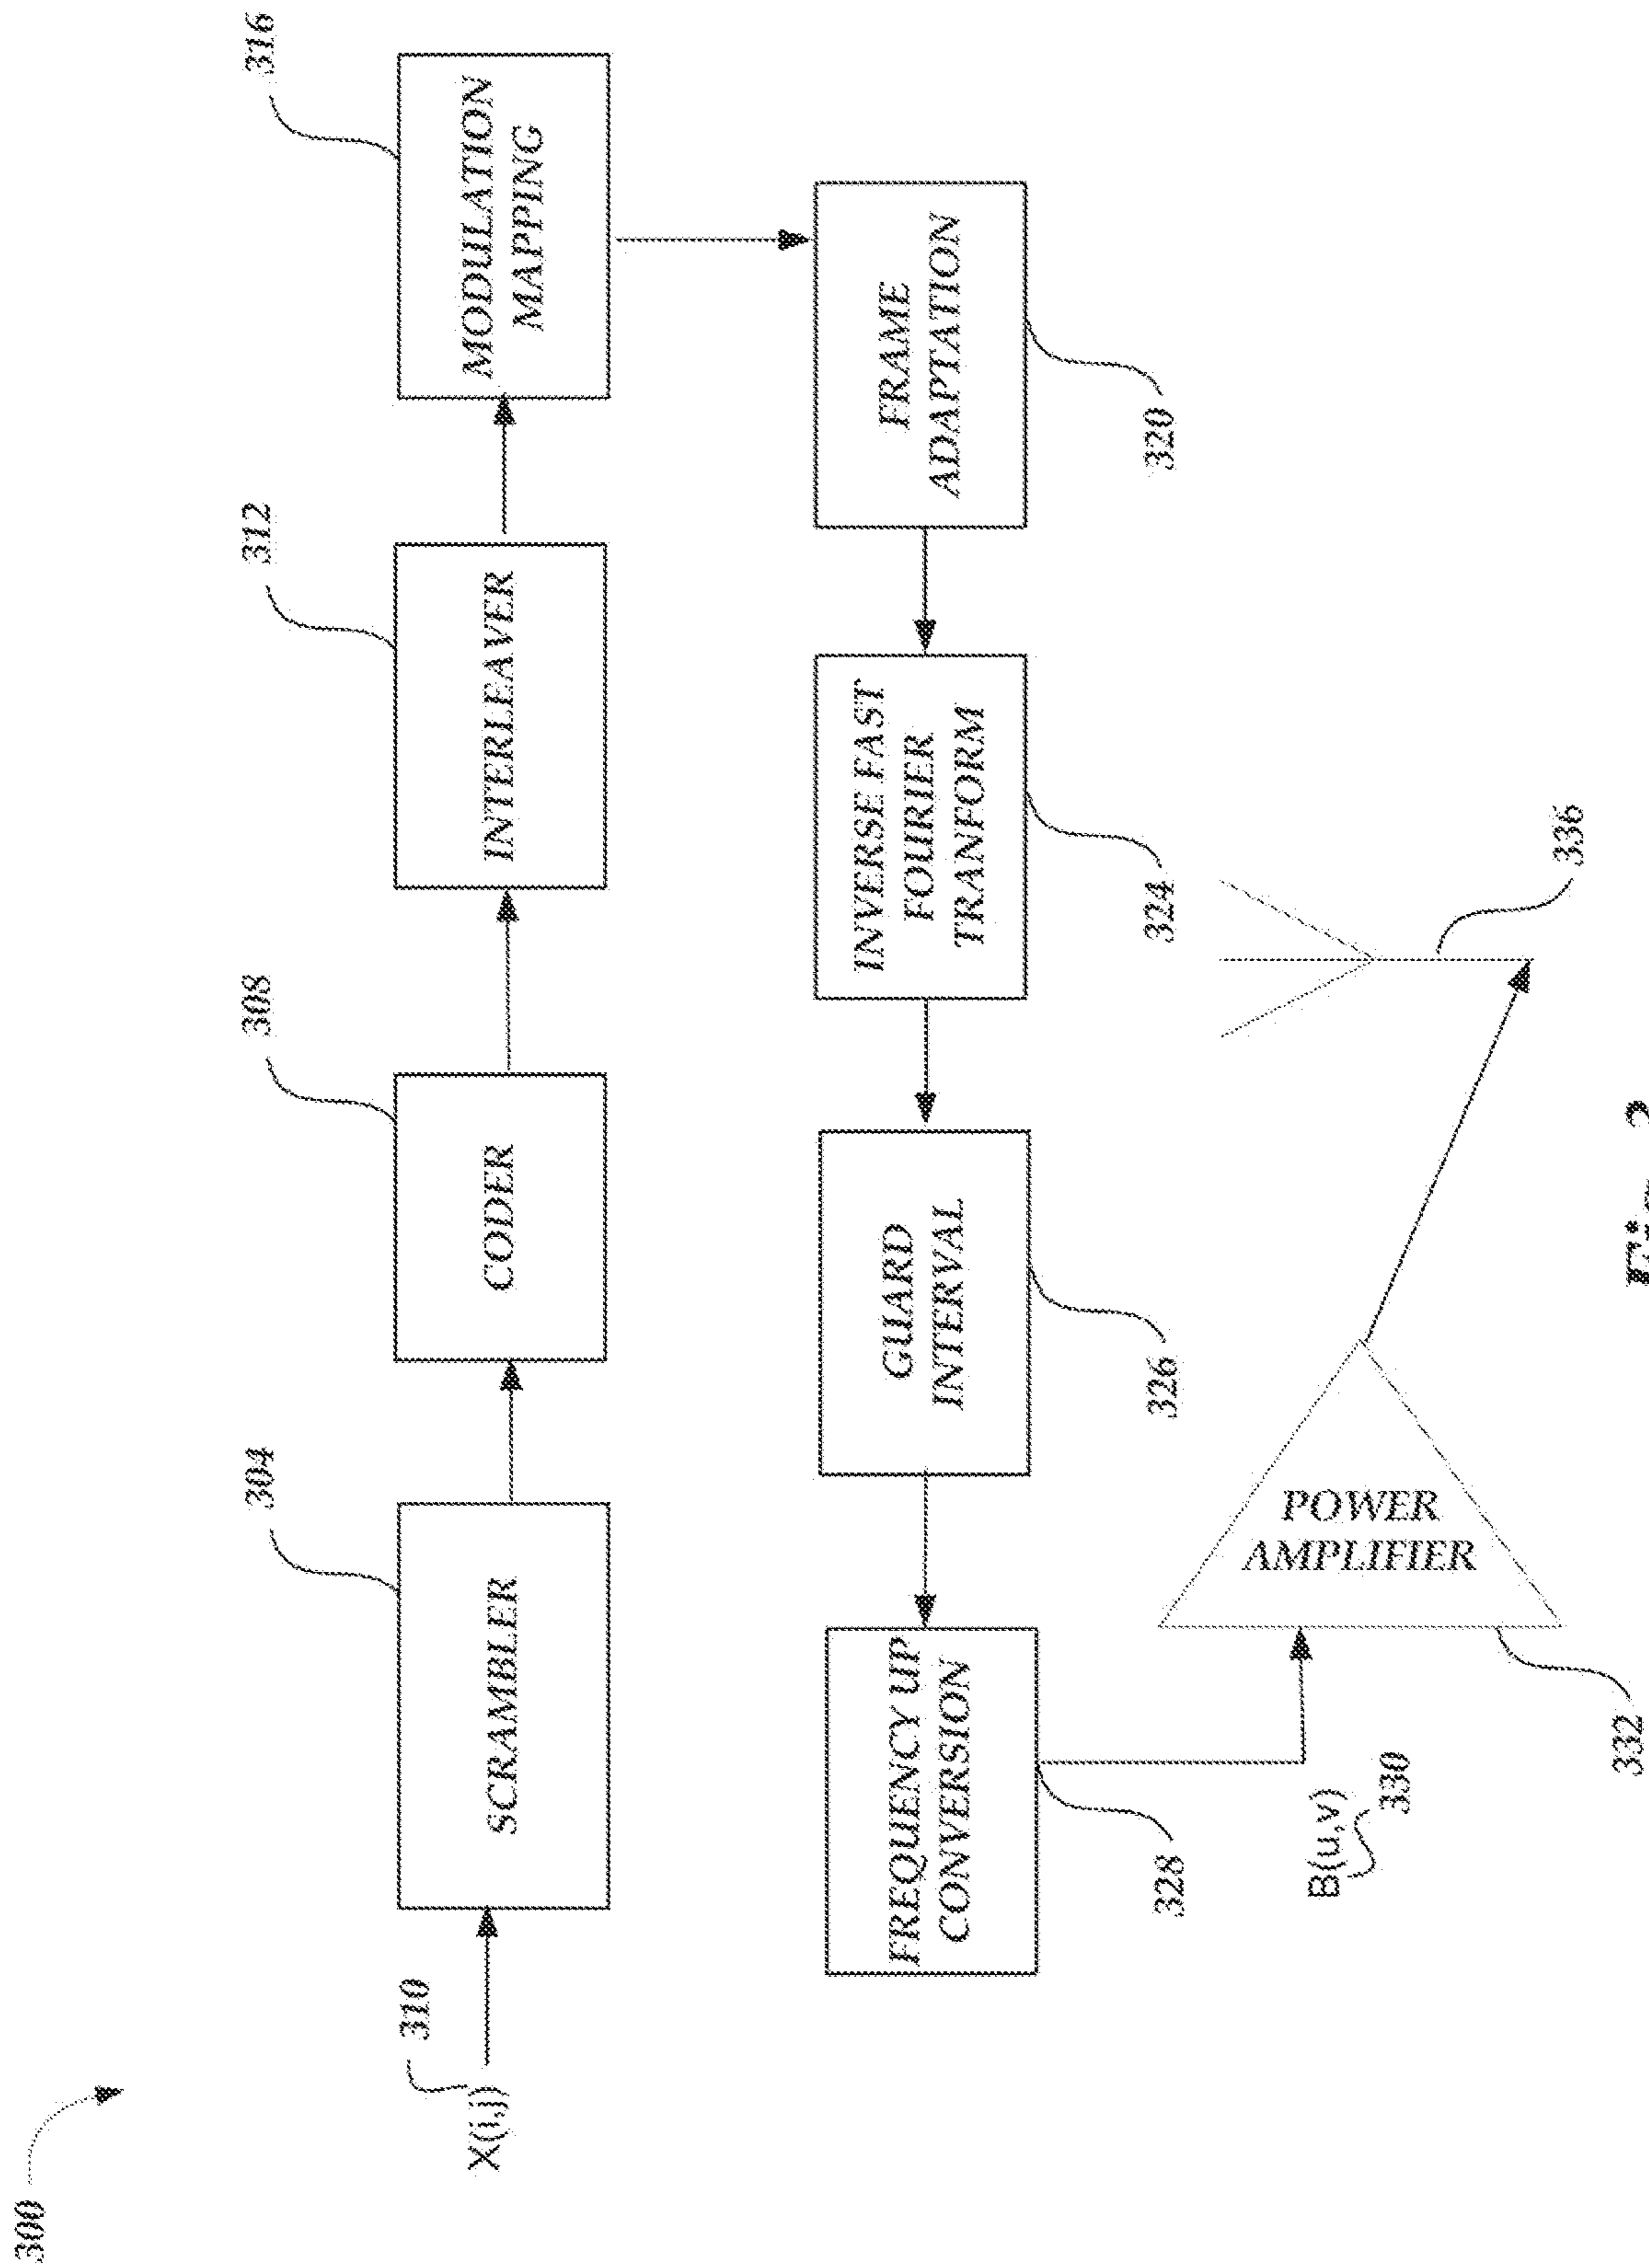 300
X(i,j)
310
304
SCRAMBLER
308
CODER
312
INTERLEAVER
316
MODULATION
MAPPING
FRAME
ADAPTATION
320
INVERSE FAST
FOURIER
TRANFORM
324
GUARD
INTERVAL
326
FREQUENCY UP
CONVERSION
328
B(u,v)
330
POWER
AMPLIFIER
332
336